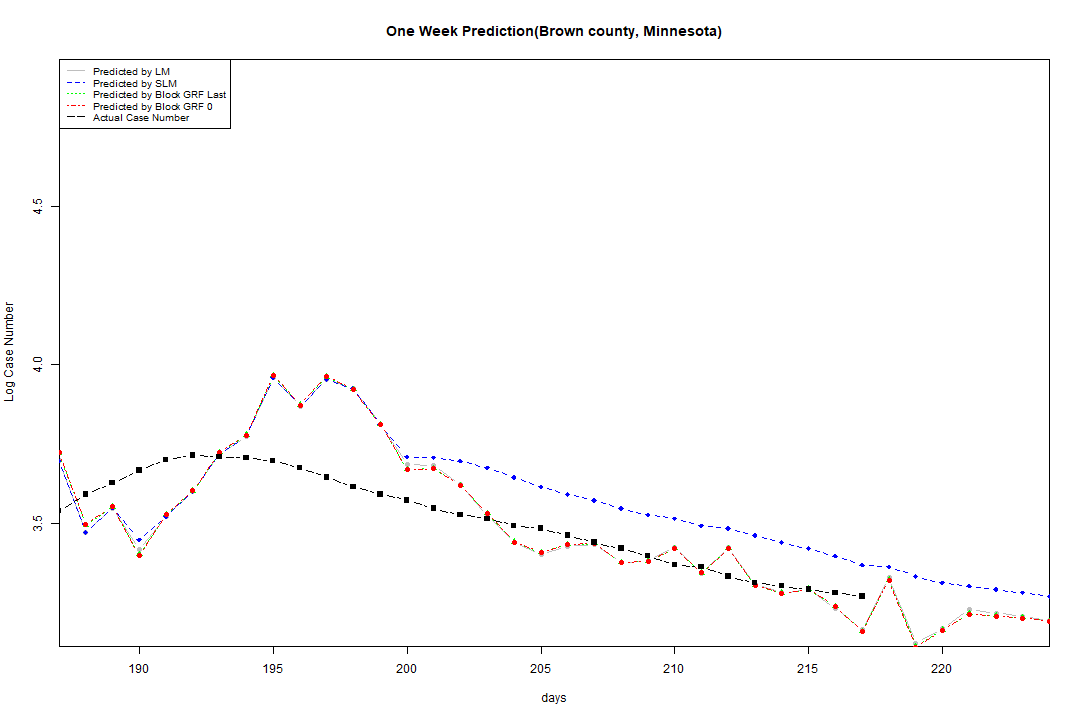 One Week Prediction(Brown county, Minnesota)
Predicted by LM
Predicted by SLM
Predicted by Block GRF Last
Predicted by Block GRF 0
Actual Case Number
4.5
4.0
3.5
Log Case Number
190 195 200 205 210 215 220
days